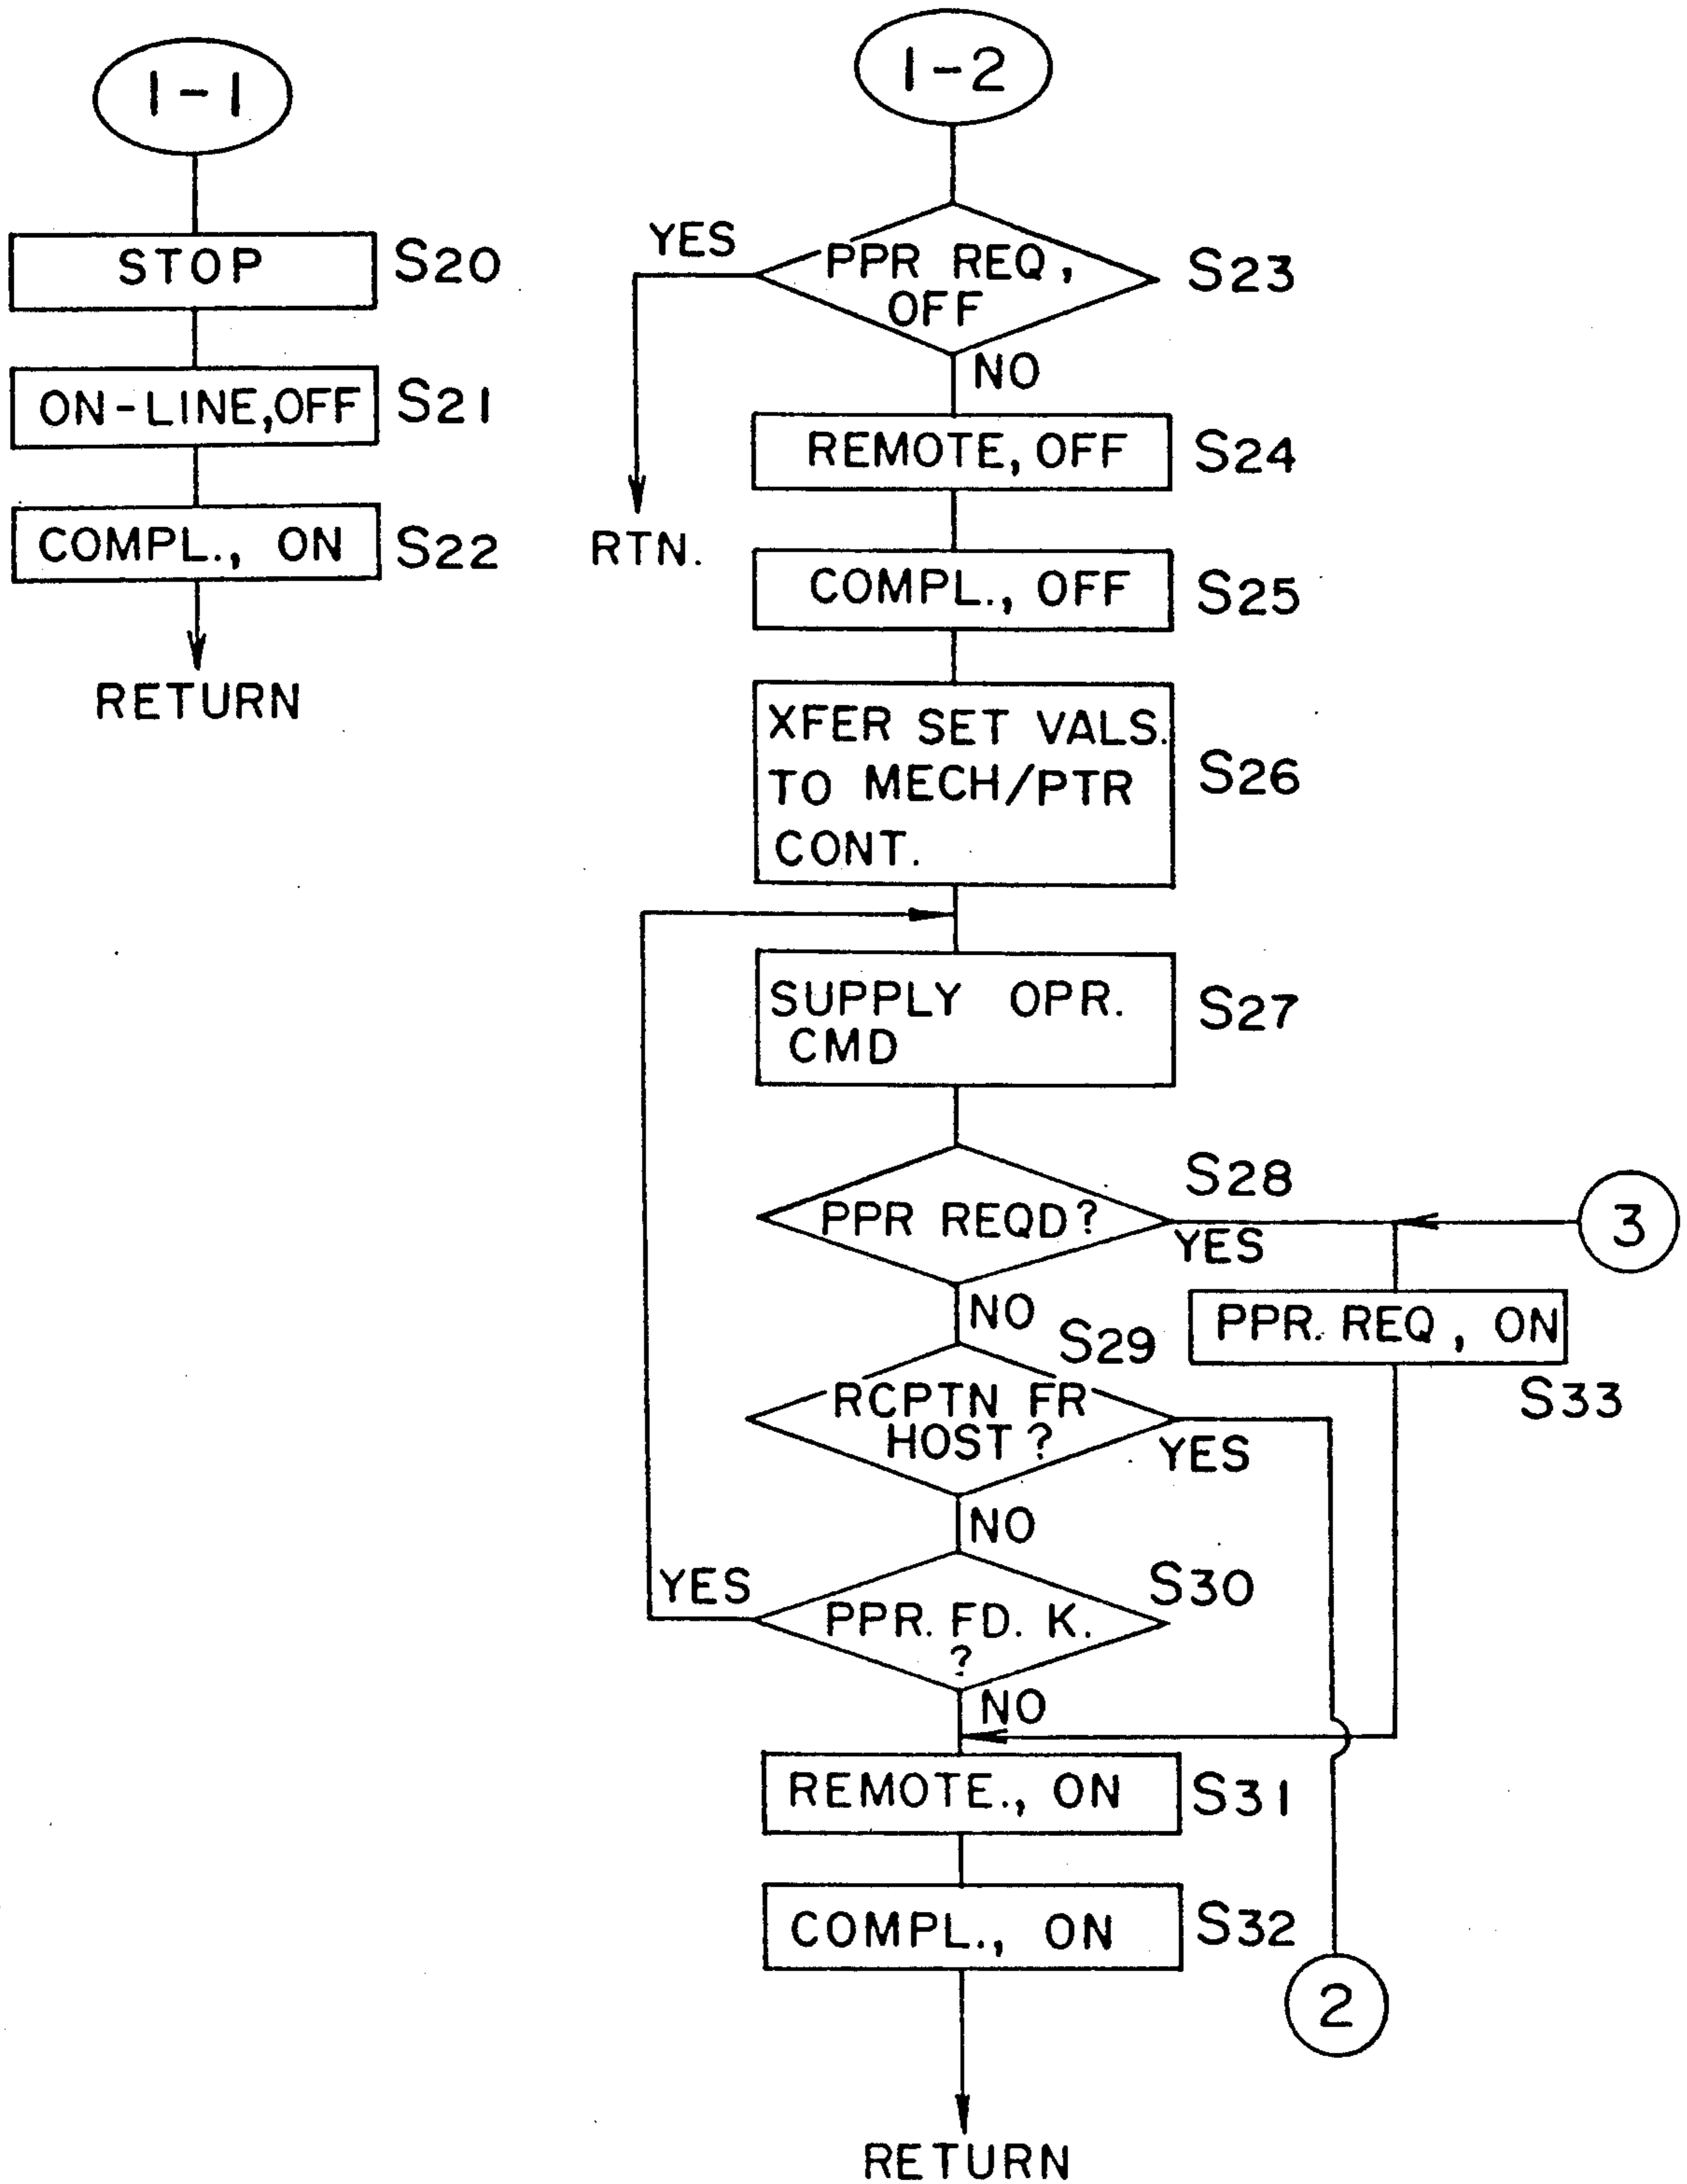 1-1
STOP
S20
ON-LINE,OFF
S21
COMPL., ON
S22
RETURN
1-2
PPR REQ,
OFF
S23
YES
RTN.
NO
REMOTE, OFF
S24
COMPL., OFF
S25
XFER SET VALS.
TO MECH/PTR
CONT.
S26
SUPPLY OPR.
CMD
S27
PPR REQD?
S28
YES
3
NO
PPR. REQ, ON
S33
RCPTN FR
HOST?
S29
YES
NO
PPR. FD. K.
?
S30
YES
NO
REMOTE., ON
S31
COMPL., ON
S32
2
RETURN